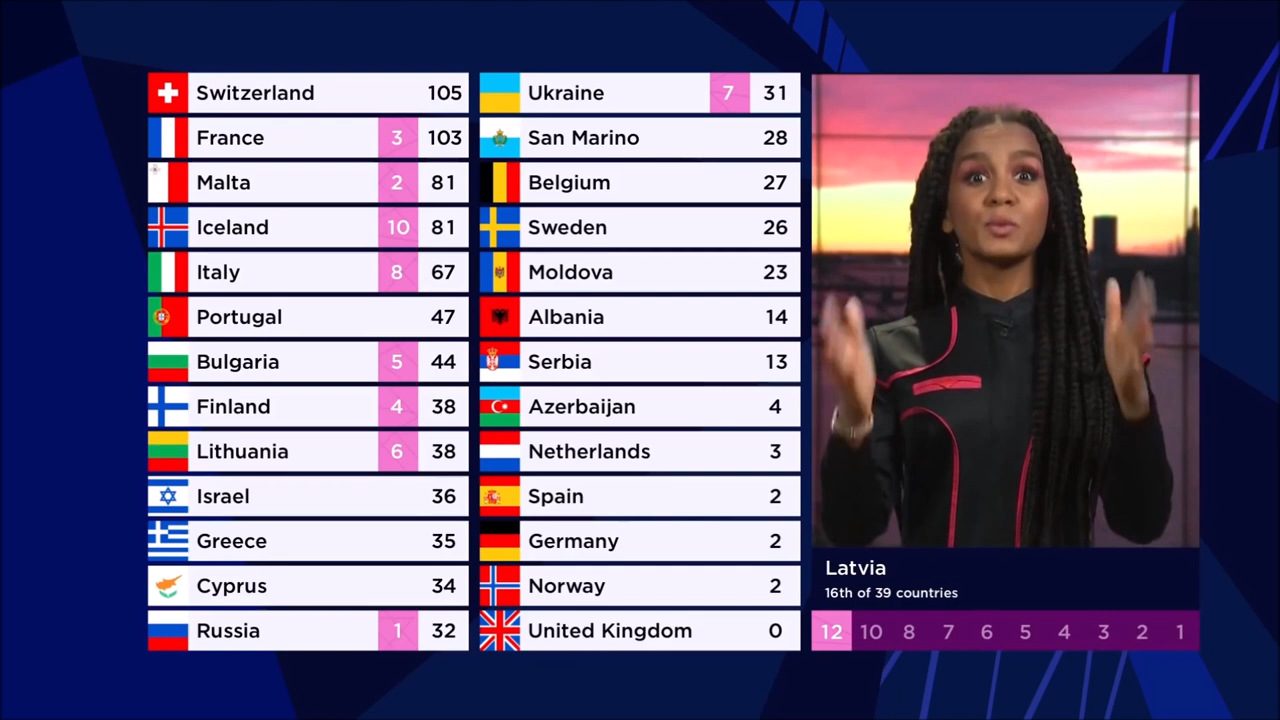 Switzerland 105
France 3 103
Malta 2 81
Iceland 10 81
Italy 8 67
Portugal 47
Bulgaria 5 44
Finland 4 38
Lithuania 6 38
Israel 36
Greece 35
Cyprus 34
Russia 1 32
Ukraine 7 31
San Marino 28
Belgium 27
Sweden 26
Moldova 23
Albania 14
Serbia 13
Azerbaijan 4
Netherlands 3
Spain 2
Germany 2
Norway 2
United Kingdom 0
Latvia
16th of 39 countries
12 10 8 7 6 5 4 3 2 1